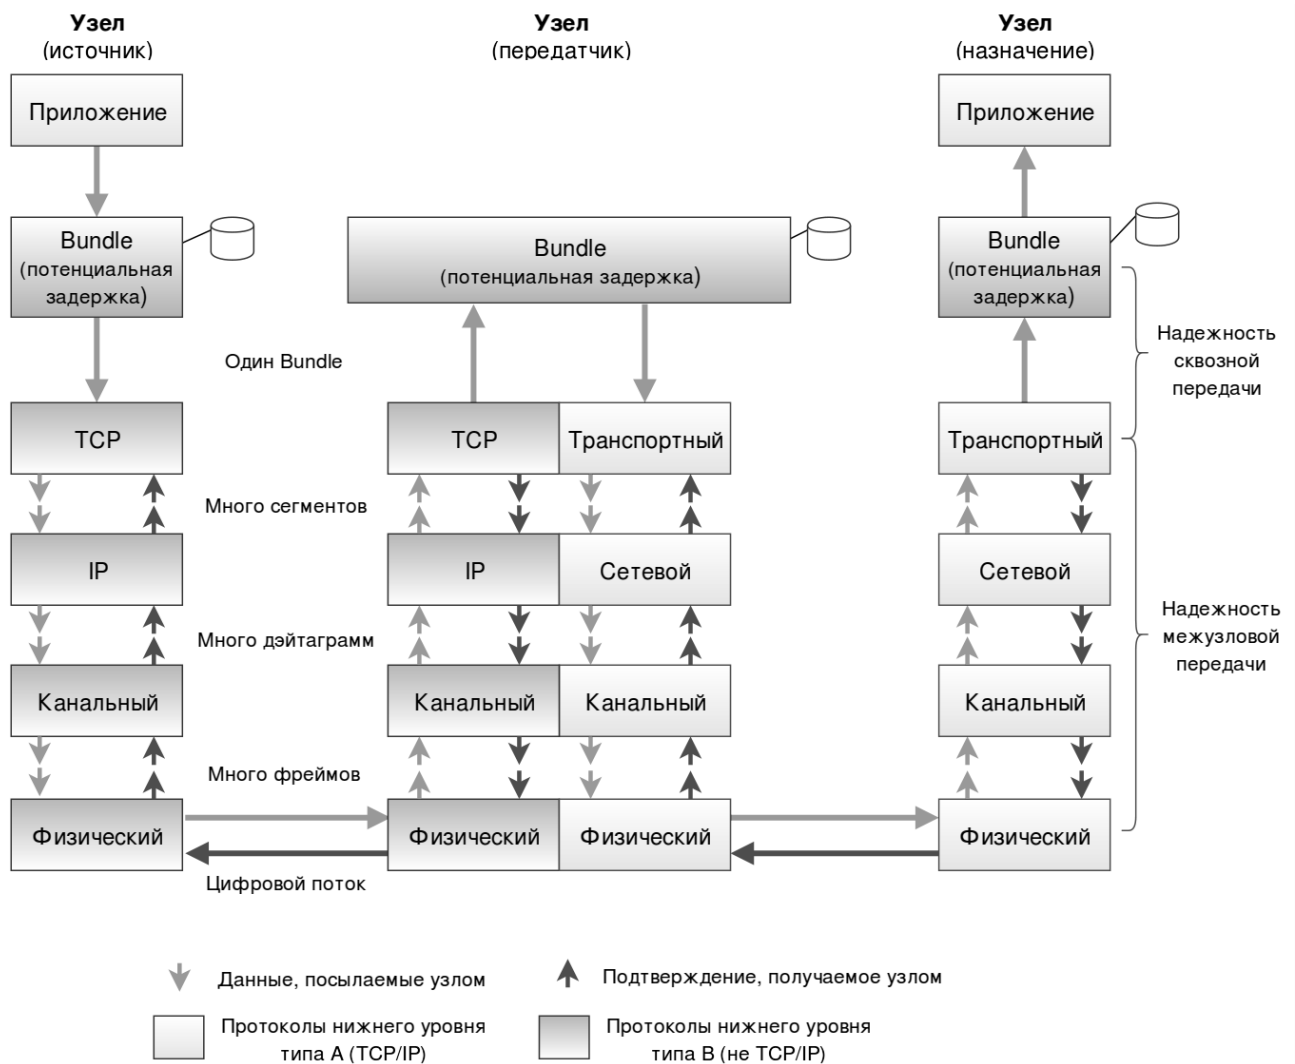 Узел
(источник)
Узел
(передатчик)
Узел
(назначение)
Приложение
Приложение
Bundle
(потенциальная
задержка)
Bundle
(потенциальная задержка)
Bundle
(потенциальная
задержка)
Один Bundle
Надежность
сквозной
передачи
TCP
TCP
Транспортный
Транспортный
Много сегментов
IP
IP
Сетевой
Сетевой
Много дэйтаграмм
Надежность
межузловой
передачи
Канальный
Канальный
Канальный
Канальный
Много фреймов
Физический
Физический
Физический
Физический
Цифровой поток
Данные, посылаемые узлом
Подтверждение, получаемое узлом
Протоколы нижнего уровня
типа A (TCP/IP)
Протоколы нижнего уровня
типа B (не TCP/IP)